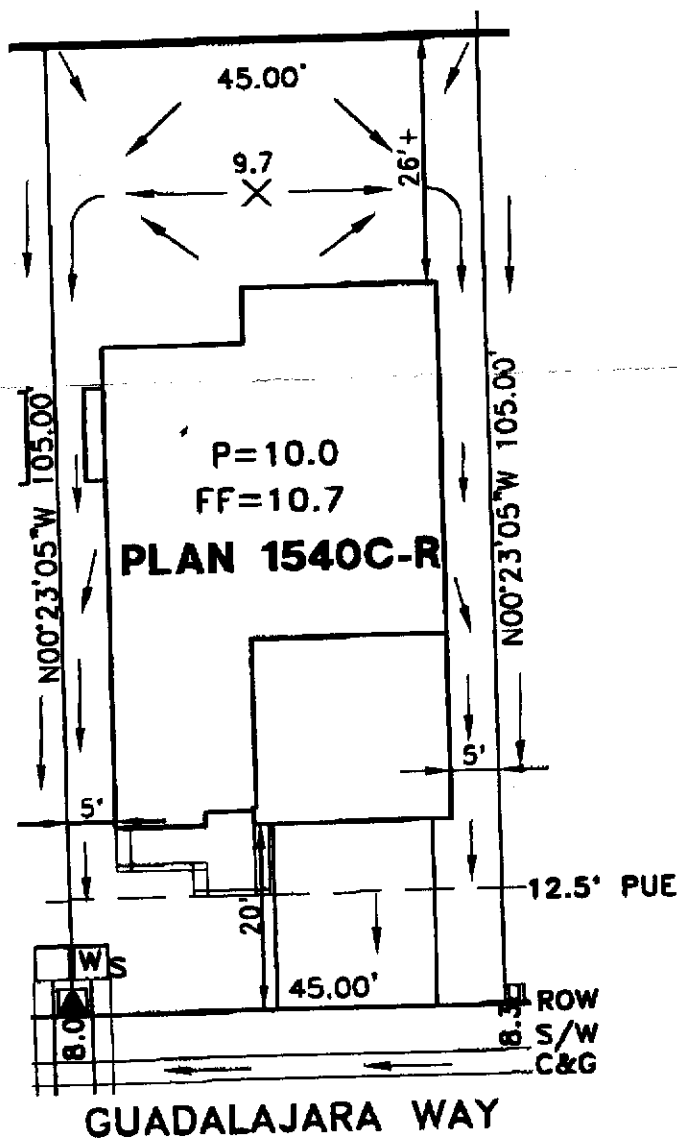 45.00'
9.7
26'+
N00°23'05"W 105.00'
N00°23'05"W 105.00'
P=10.0
FF=10.7
PLAN 1540C-R
5'
5'
12.5' PUE
20'
W
S
45.00'
8.0
8.3
ROW
S/W
C&G
GUADALAJARA WAY